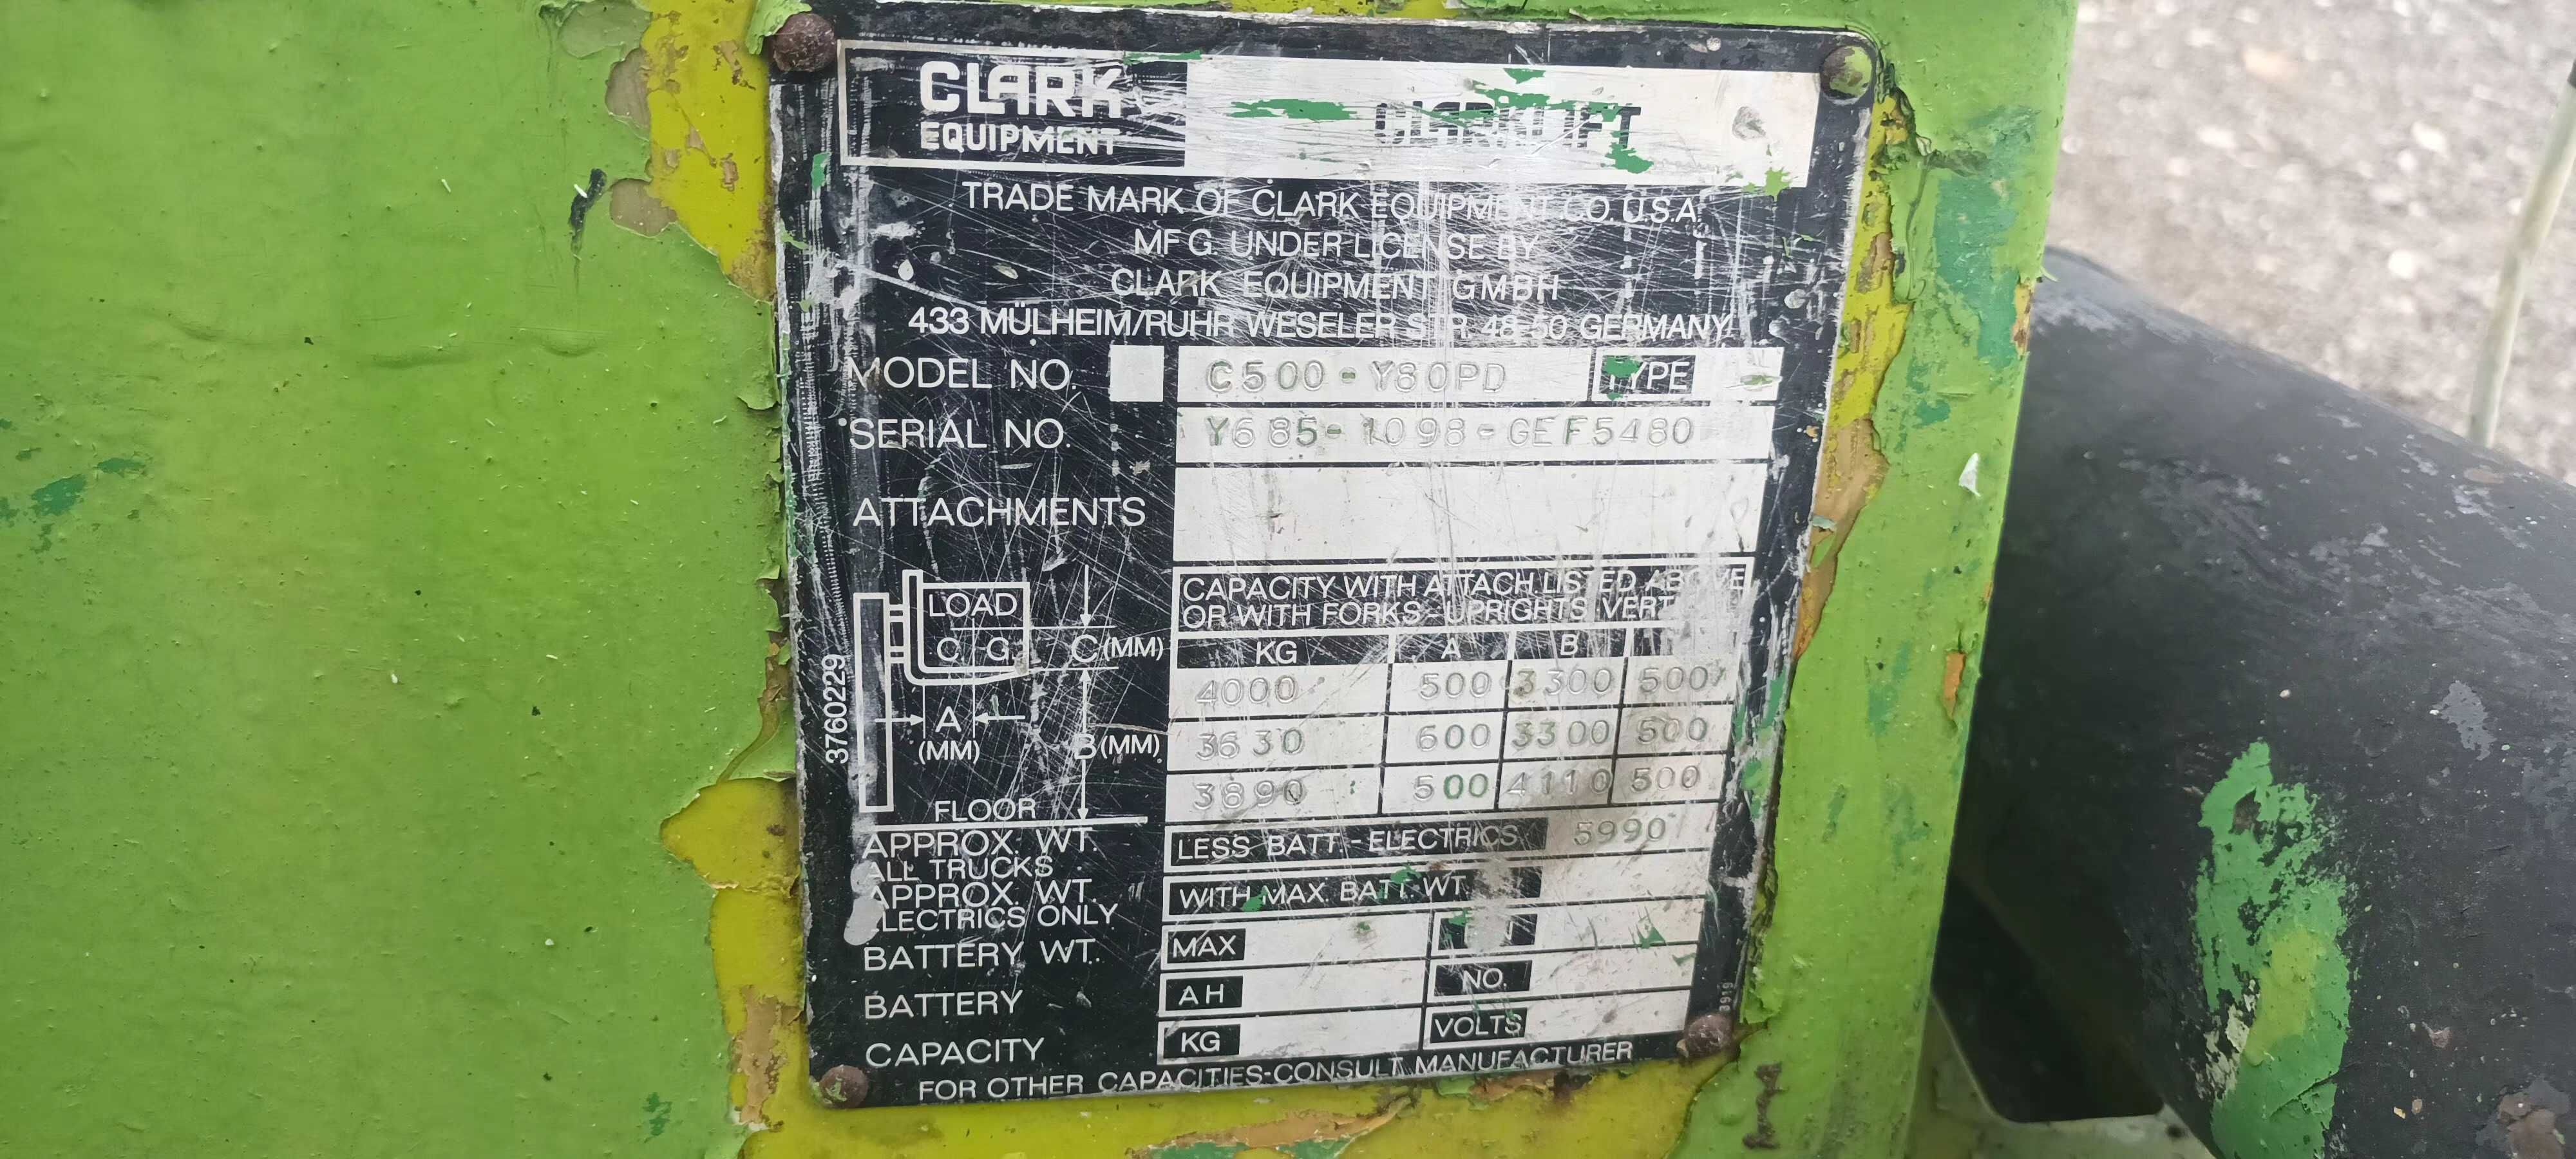 CLARK
EQUIPMENT
CLARKLIFT
TRADE MARK OF CLARK EQUIPMENT CO. U.S.A.
MFG. UNDER LICENSE BY
CLARK EQUIPMENT GMBH
433 MÜLHEIM/RUHR WESELER STR. 48-50 GERMANY
MODEL NO. C500-Y80PD TYPE
SERIAL NO. Y685-1098-GEF5480
ATTACHMENTS
CAPACITY WITH ATTACH LISTED ABOVE
OR WITH FORKS-UPRIGHTS VERT
LOAD
C G C (MM)
KG A B
4000 500 3300 500
3630 600 3300 500
3890 500 4110 500
A
(MM) B (MM)
3760229
FLOOR
APPROX. WT.
ALL TRUCKS
LESS BATT.-ELECTRICS 5990
APPROX. WT.
ELECTRICS ONLY
WITH MAX. BATT. WT
BATTERY WT. MAX
BATTERY AH NO.
CAPACITY KG VOLTS
FOR OTHER CAPACITIES-CONSULT MANUFACTURER
3919
1